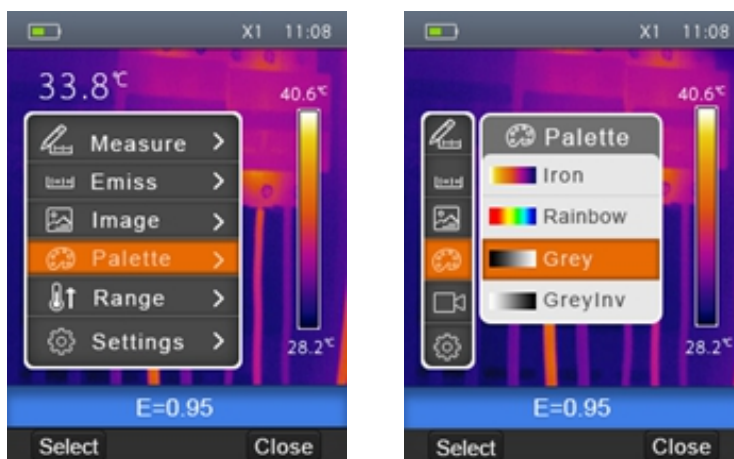 X1 11:08
33.8℃
40.6℃
Measure
Emiss
Image
Palette
Range
Settings
28.2℃
E=0.95
Select Close
X1 11:08
40.6℃
Palette
Iron
Rainbow
Grey
GreyInv
28.2℃
E=0.95
Select Close